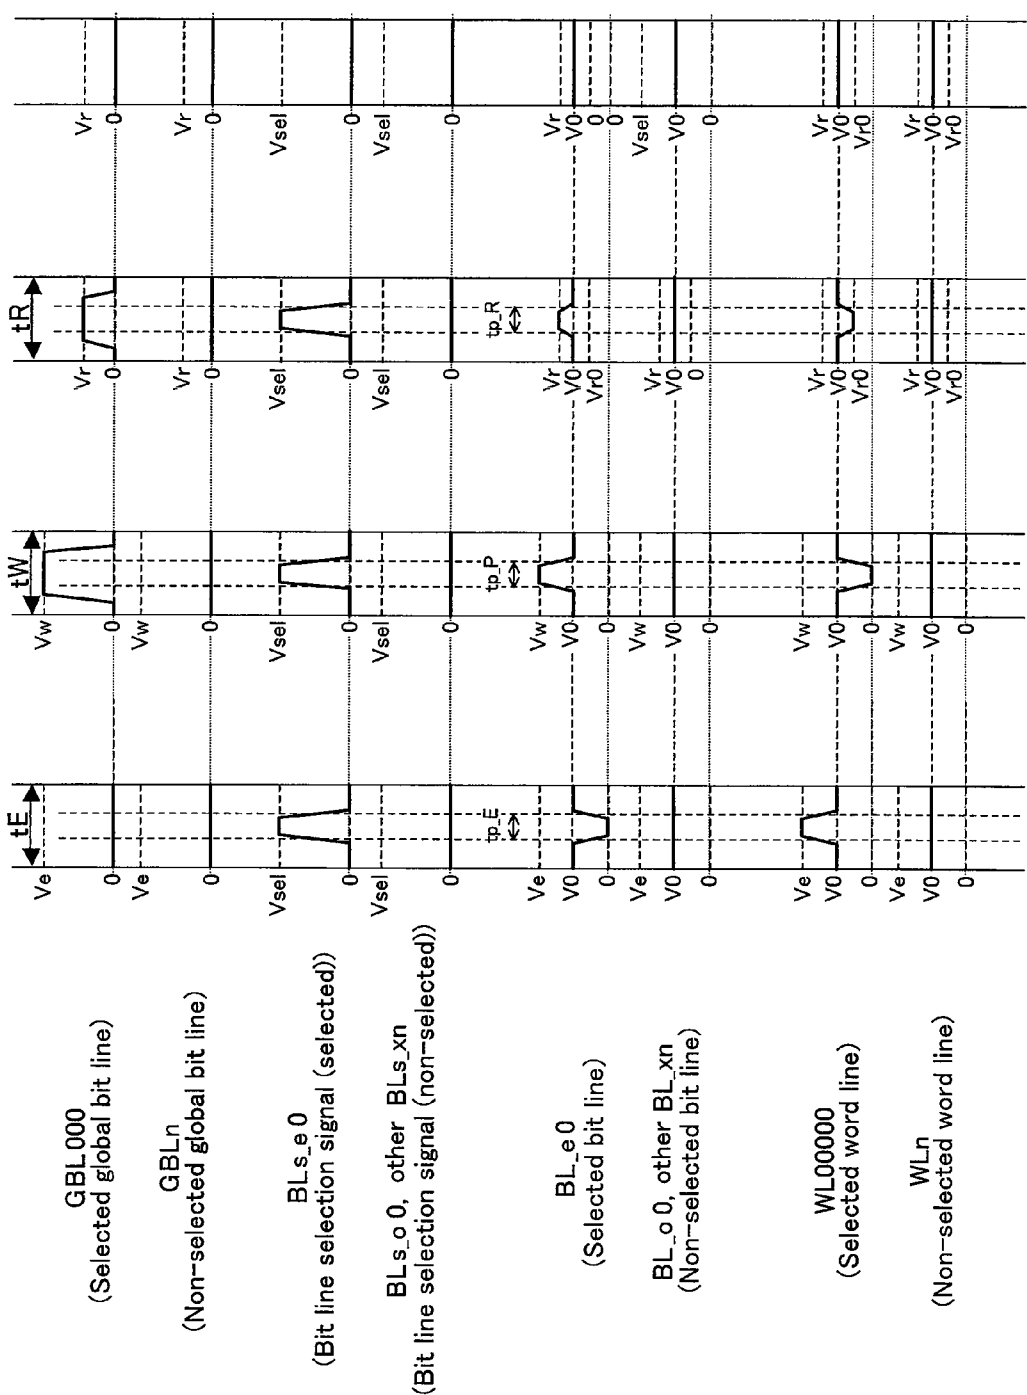 tE tW tR
GBL000
(Selected global bit line)
Ve Vw Vr Vr
0 0 0 0
GBLn
(Non-selected global bit line)
Ve Vw Vr Vr
0 0 0 0
BLs_e0
(Bit line selection signal (selected))
Vsel Vsel Vsel Vsel
0 0 0 0
BLs_o0, other BLs_xn
(Bit line selection signal (non-selected))
Vsel Vsel Vsel Vsel
0 0 0 0
tp_E tp_P tp_R
BL_e0
(Selected bit line)
Ve Vw Vr Vr
V0 V0 V0 V0
0 0 Vr0 0
0
BL_o0, other BL_xn
(Non-selected bit line)
Ve Vw Vr Vsel
V0 V0 V0 V0
0 0 0 0
WL00000
(Selected word line)
Ve Vw Vr Vr
V0 V0 V0 V0
0 0 Vr0 Vr0
WLn
(Non-selected word line)
Ve Vw Vr Vr
V0 V0 V0 V0
0 0 Vr0 Vr0